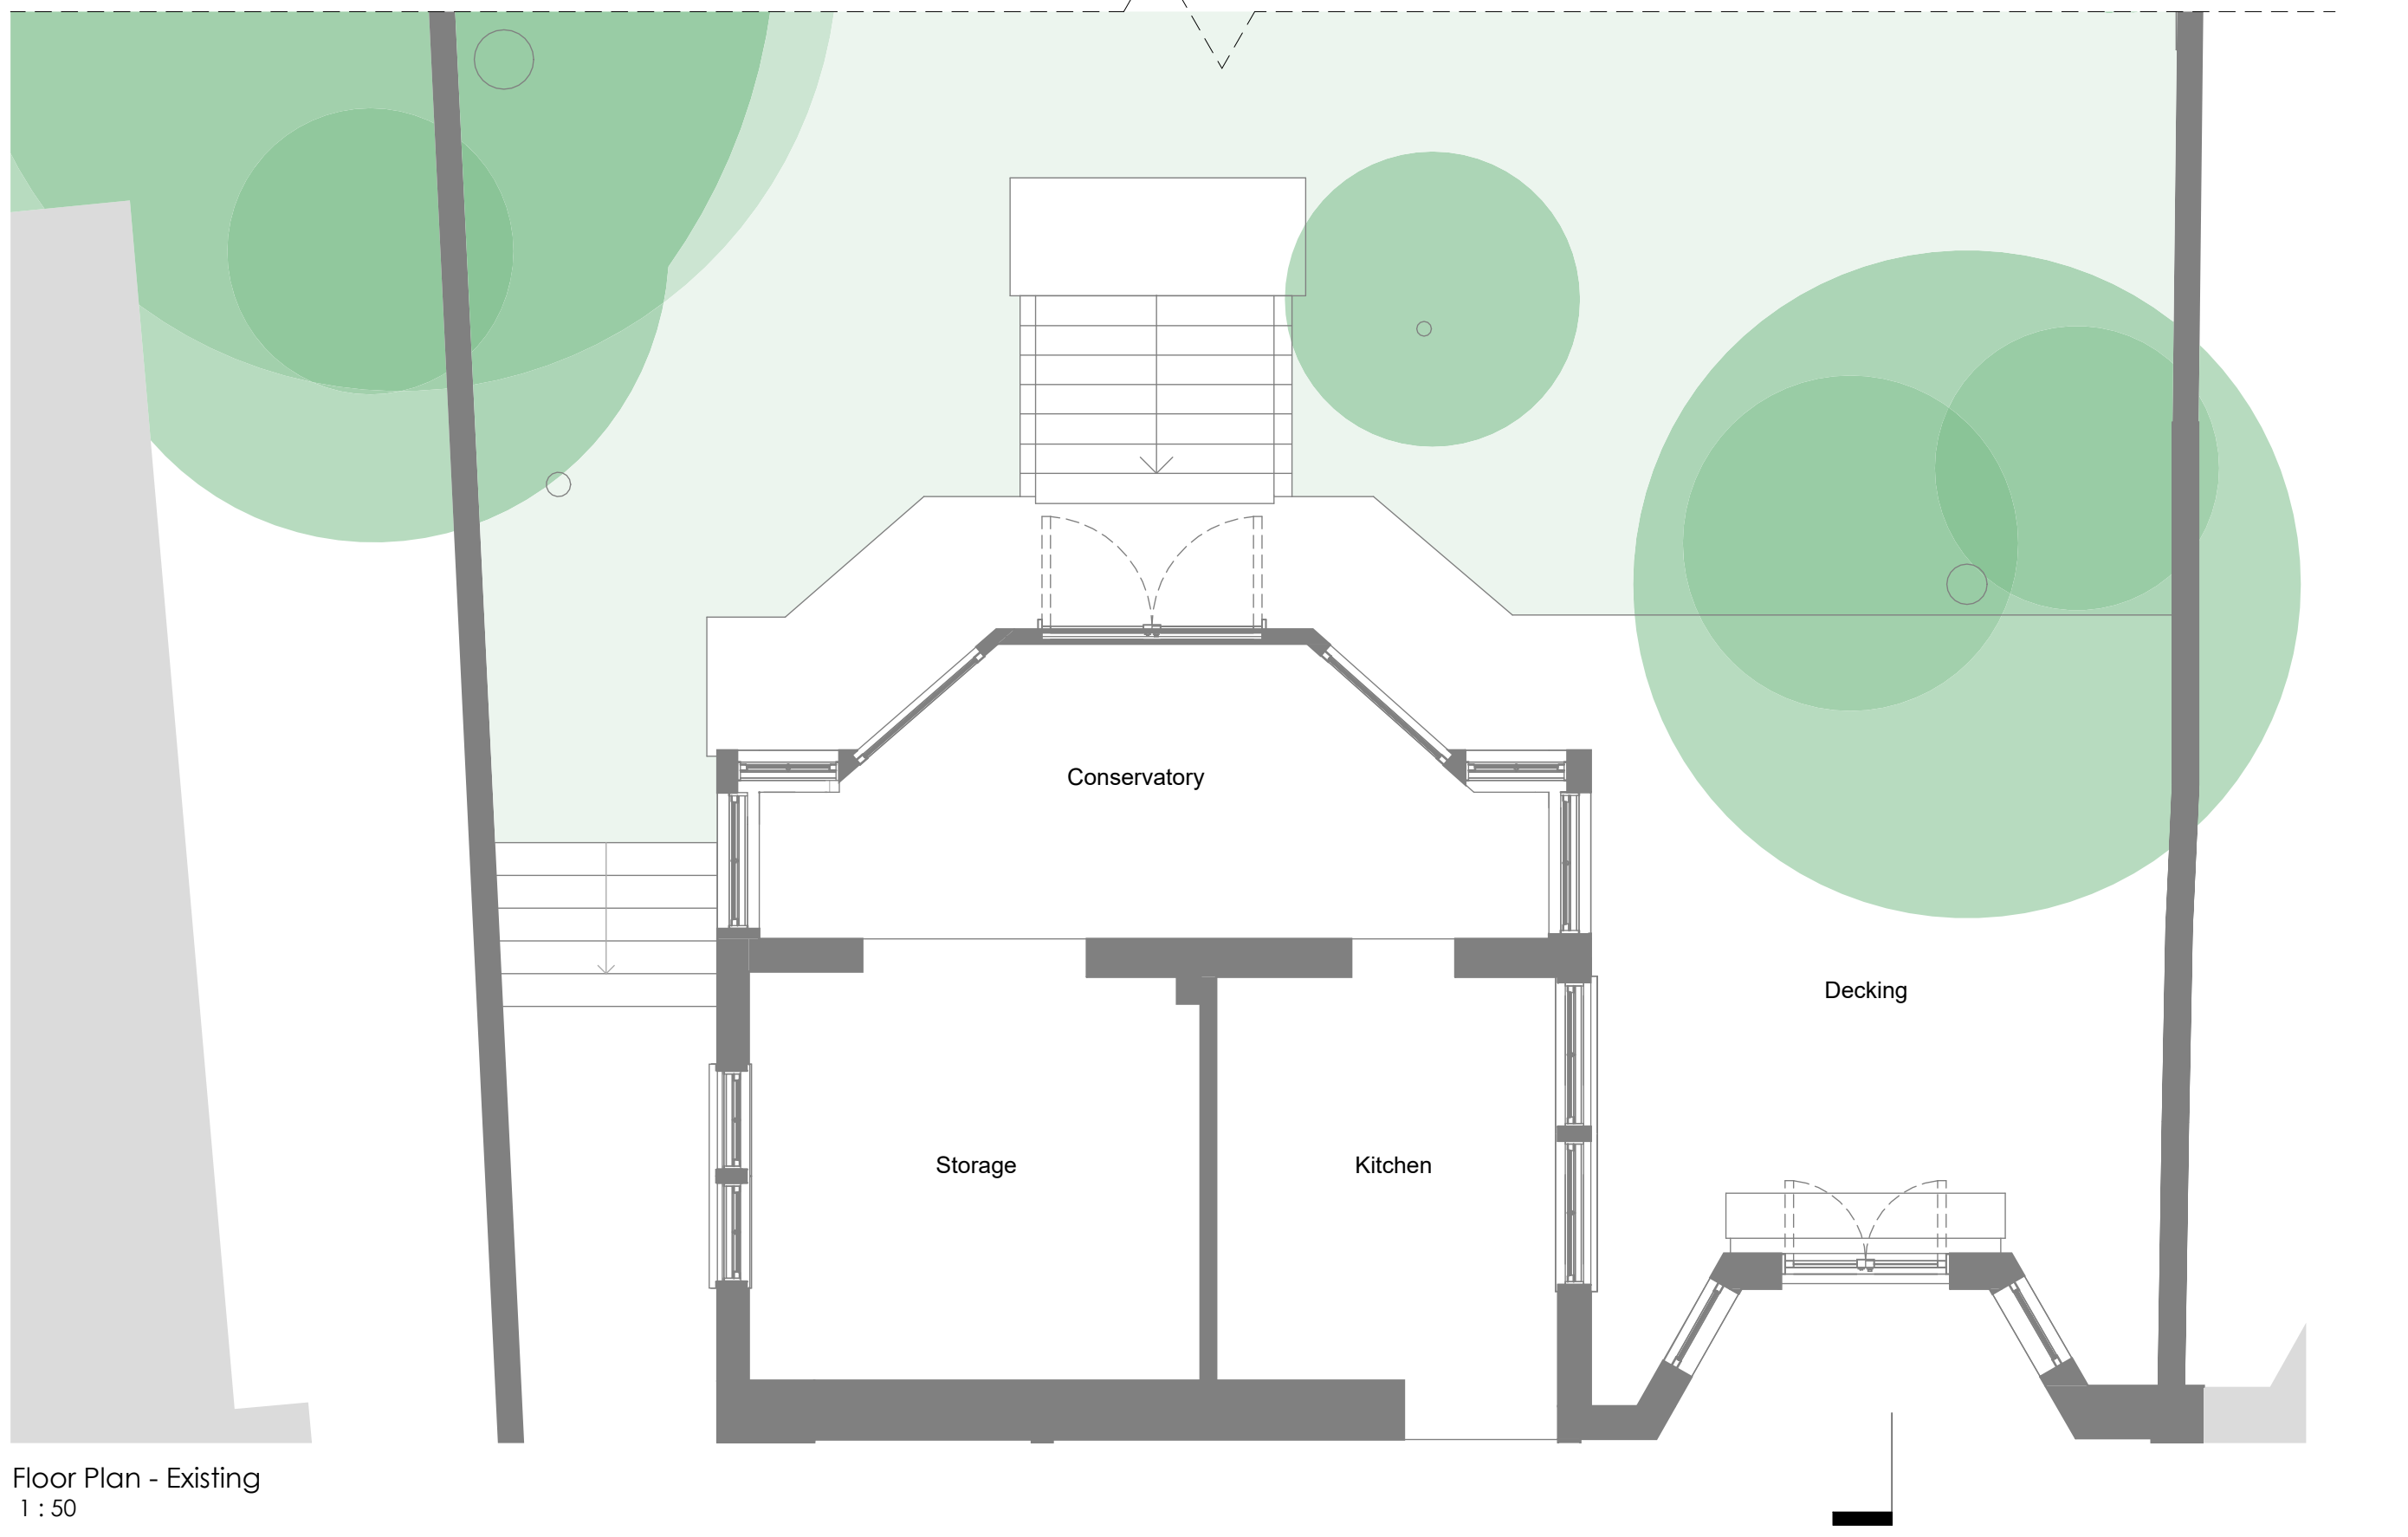 Conservatory
Decking
Storage
Kitchen
Floor Plan - Existing
1 : 50